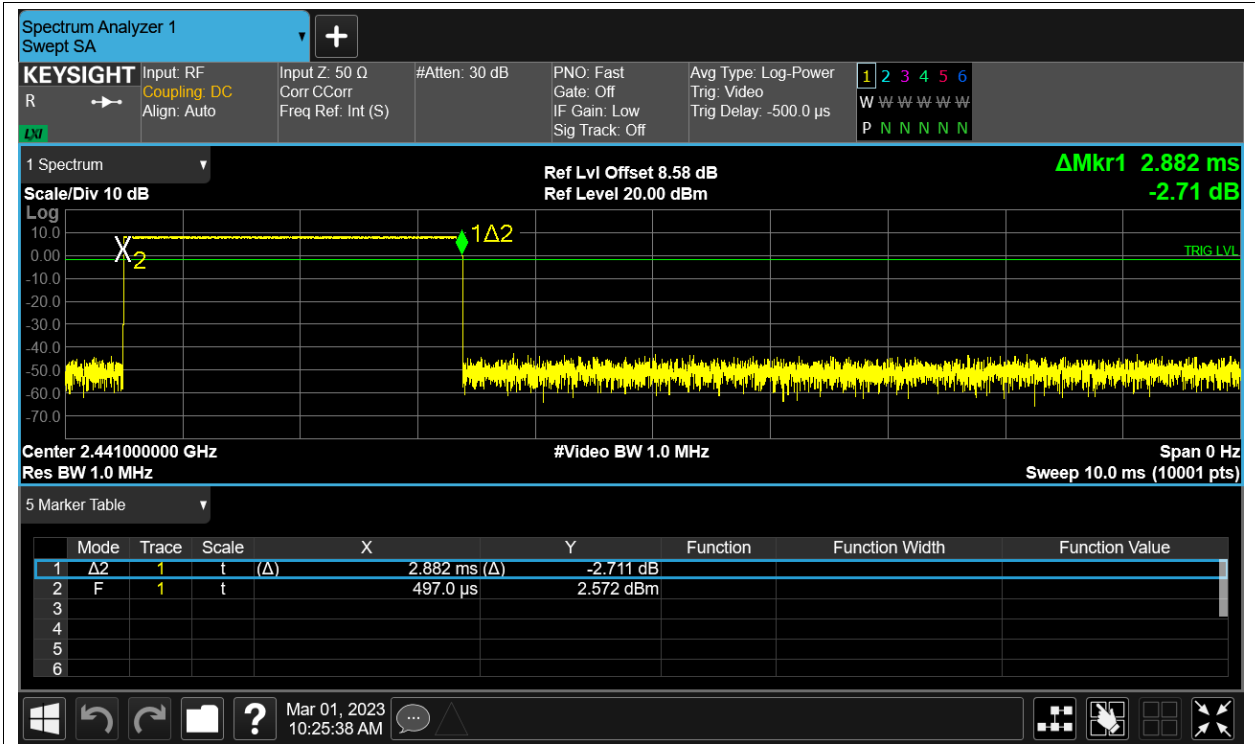 Spectrum Analyzer 1
Swept SA
KEYSIGHT
R
LXI
Input: RF
Coupling: DC
Align: Auto
Input Z: 50 Ω
Corr CCorr
Freq Ref: Int (S)
#Atten: 30 dB
PNO: Fast
Gate: Off
IF Gain: Low
Sig Track: Off
Avg Type: Log-Power
Trig: Video
Trig Delay: -500.0 µs
1 2 3 4 5 6
W W W W W W
P N N N N N
1 Spectrum
Scale/Div 10 dB
Ref Lvl Offset 8.58 dB
Ref Level 20.00 dBm
ΔMkr1 2.882 ms
-2.71 dB
Log
10.0
0.00
-10.0
-20.0
-30.0
-40.0
-50.0
-60.0
-70.0
X
2
1Δ2
TRIG LVL
Center 2.441000000 GHz
Res BW 1.0 MHz
#Video BW 1.0 MHz
Span 0 Hz
Sweep 10.0 ms (10001 pts)
5 Marker Table
Mode Trace Scale X Y Function Function Width Function Value
1 Δ2 1 t (Δ) 2.882 ms (Δ) -2.711 dB
2 F 1 t 497.0 µs 2.572 dBm
3
4
5
6
?
Mar 01, 2023
10:25:38 AM